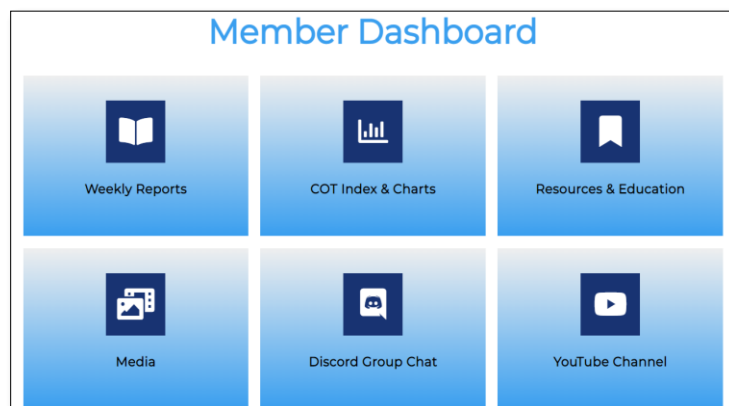 Member Dashboard
Weekly Reports
COT Index & Charts
Resources & Education
Media
Discord Group Chat
YouTube Channel